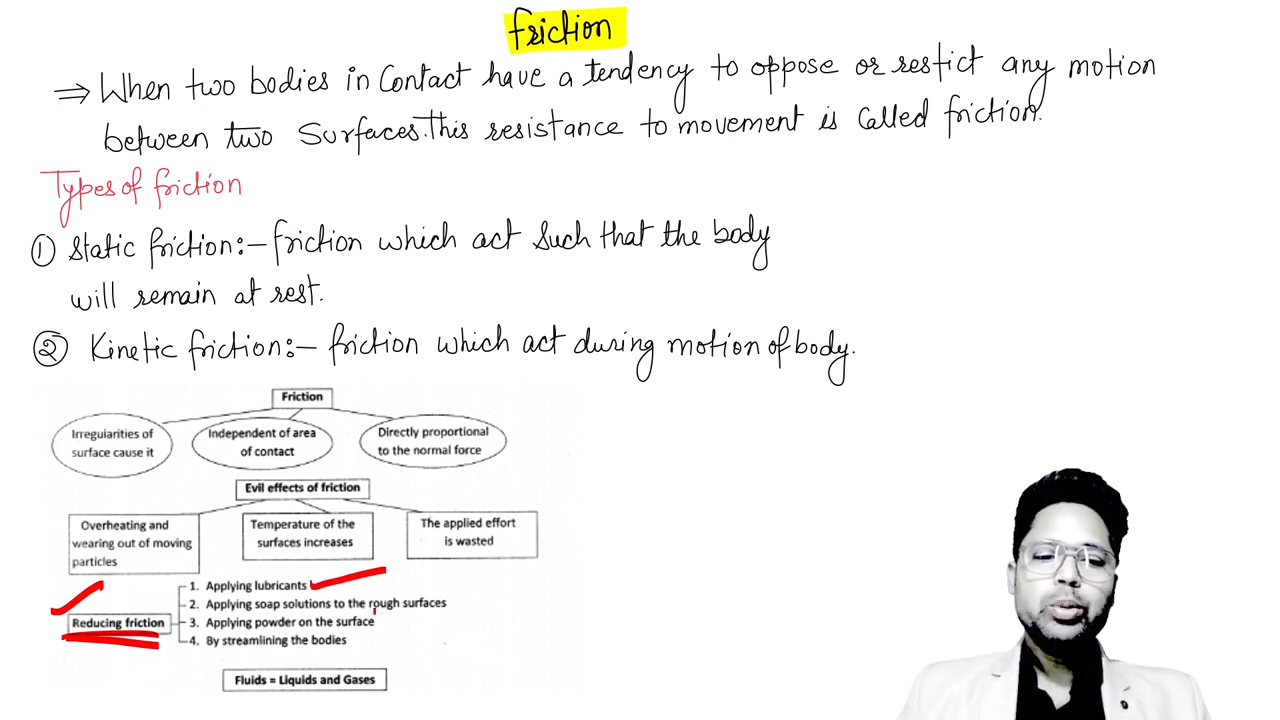 friction
⇒ When two bodies in Contact have a tendency to oppose or restict any motion
between two Surfaces. This resistance to movement is Called friction.
Types of friction
① Static friction:– friction which act Such that the body
will remain at rest.
② Kinetic friction:– friction which act during motion of body.
Friction
Irregularities of
surface cause it
Independent of area
of contact
Directly proportional
to the normal force
Evil effects of friction
Overheating and
wearing out of moving
particles
Temperature of the
surfaces increases
The applied effort
is wasted
Reducing friction
1. Applying lubricants
2. Applying soap solutions to the rough surfaces
3. Applying powder on the surface
4. By streamlining the bodies
Fluids = Liquids and Gases